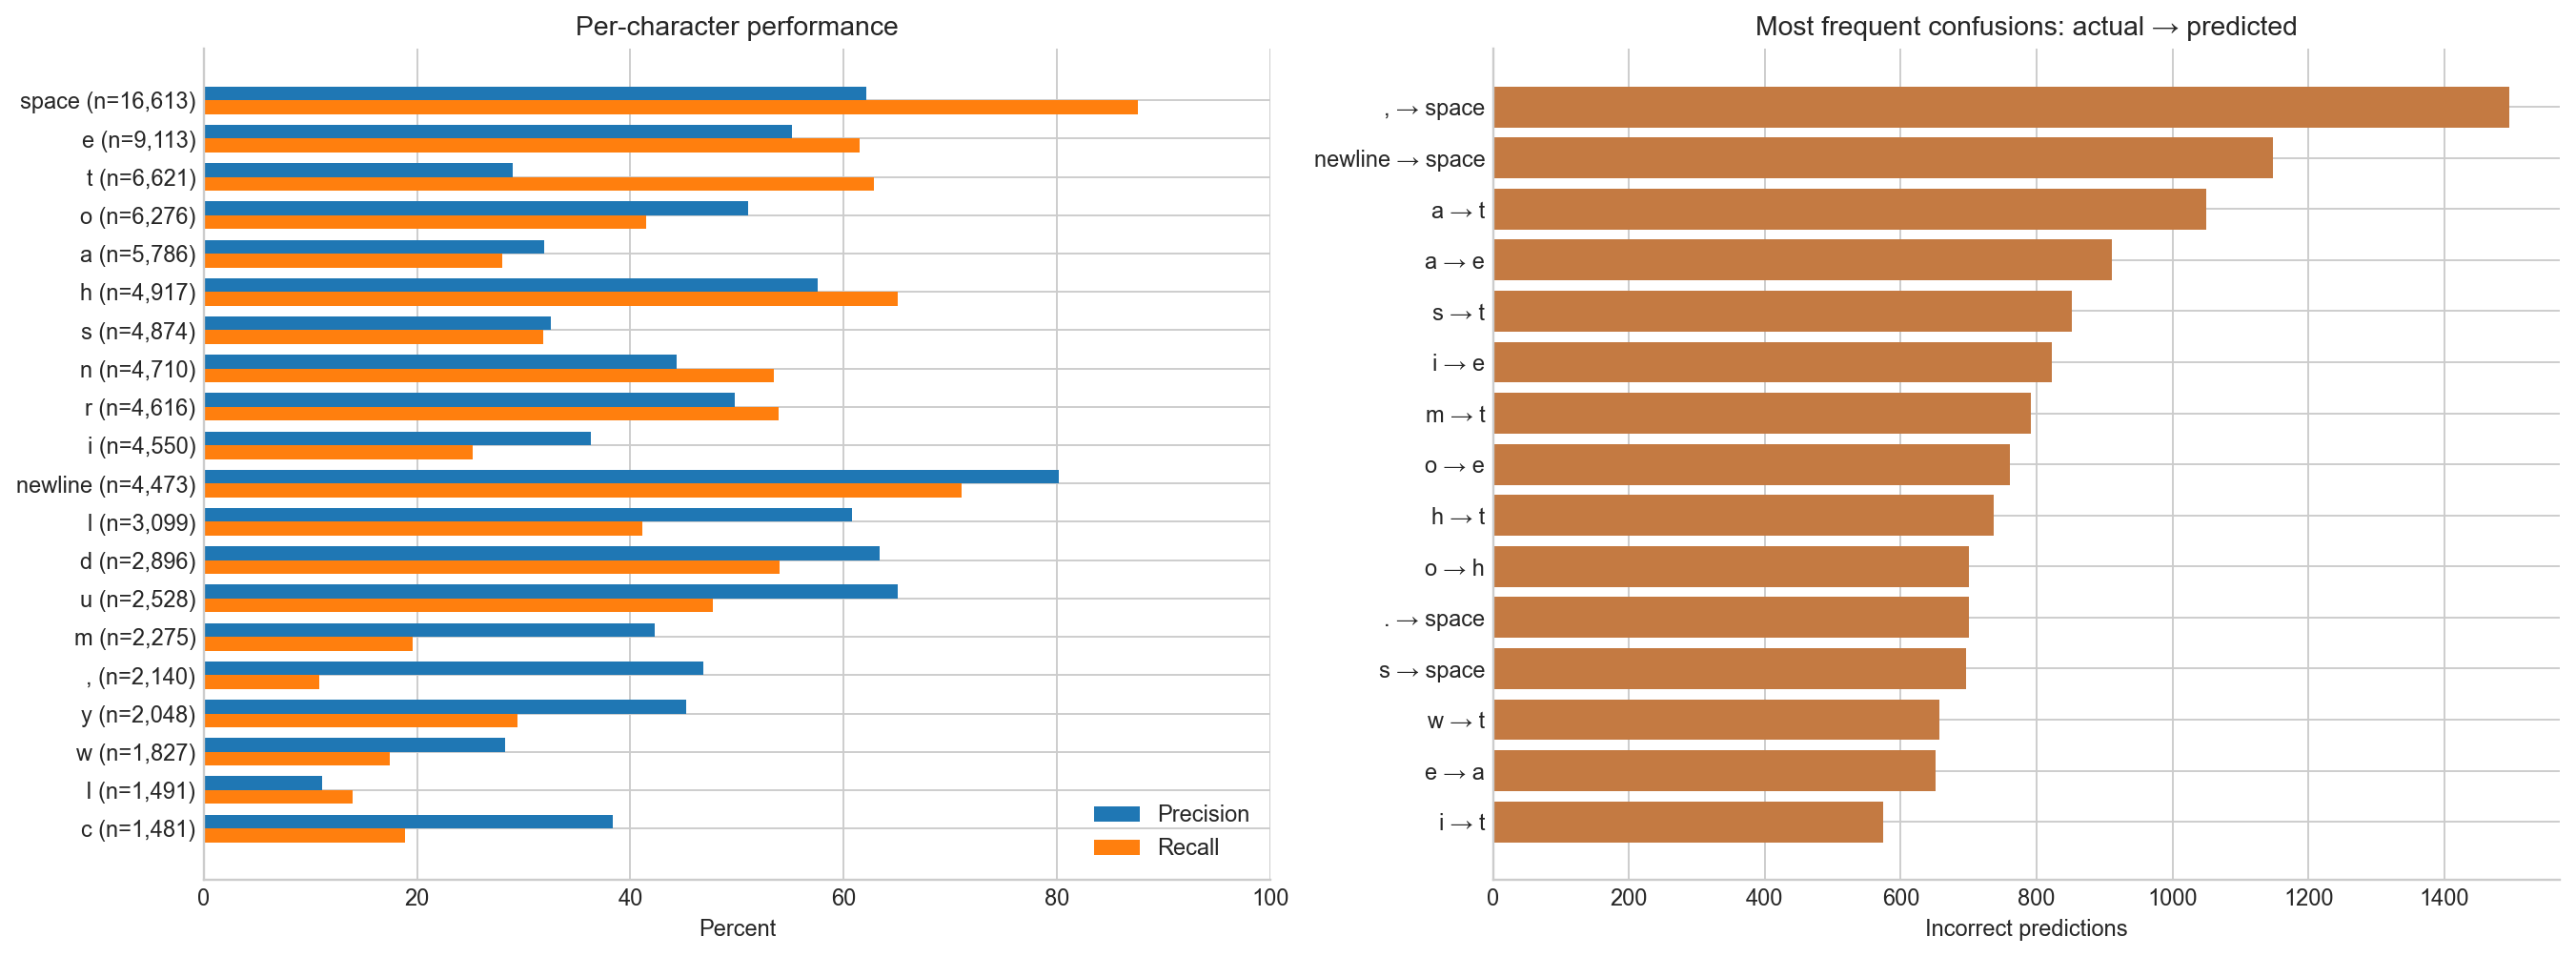 Per-character performance
space (n=16,613)
e (n=9,113)
t (n=6,621)
o (n=6,276)
a (n=5,786)
h (n=4,917)
s (n=4,874)
n (n=4,710)
r (n=4,616)
i (n=4,550)
newline (n=4,473)
l (n=3,099)
d (n=2,896)
u (n=2,528)
m (n=2,275)
, (n=2,140)
y (n=2,048)
w (n=1,827)
I (n=1,491)
c (n=1,481)
Precision
Recall
0 20 40 60 80 100
Percent
Most frequent confusions: actual → predicted
, → space
newline → space
a → t
a → e
s → t
i → e
m → t
o → e
h → t
o → h
. → space
s → space
w → t
e → a
i → t
0 200 400 600 800 1000 1200 1400
Incorrect predictions